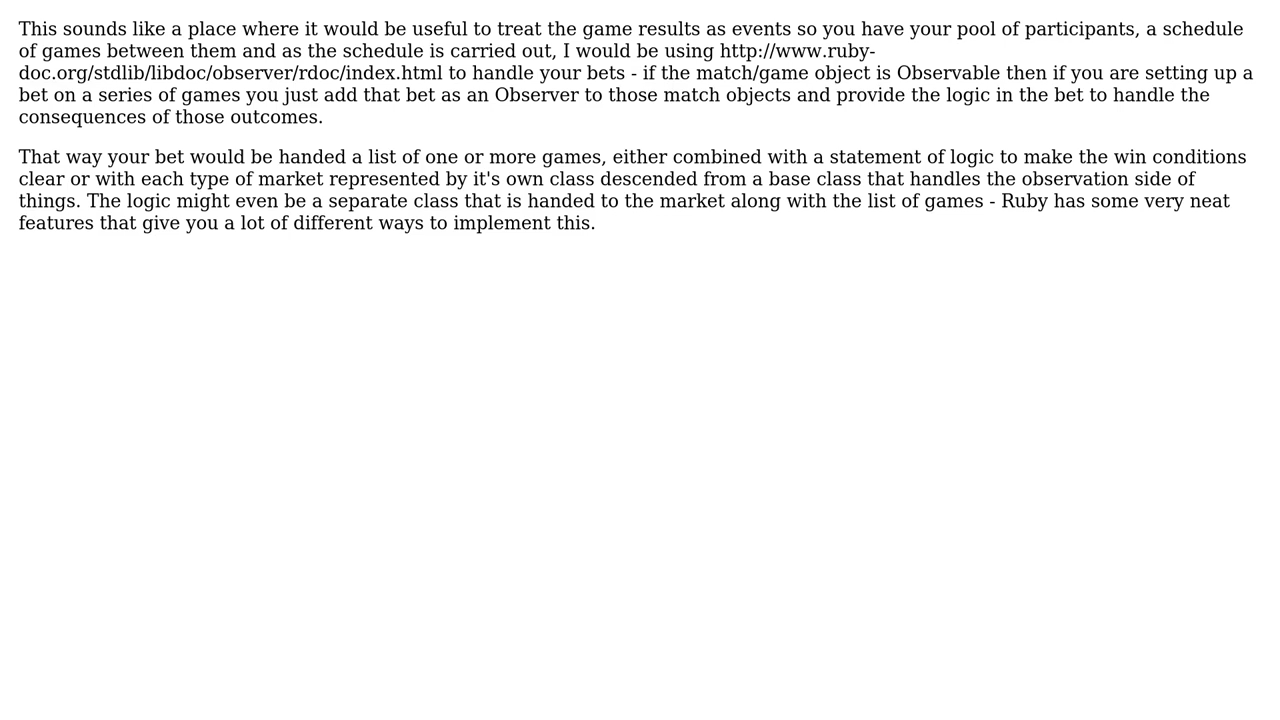 This sounds like a place where it would be useful to treat the game results as events so you have your pool of participants, a schedule
of games between them and as the schedule is carried out, I would be using http://www.ruby-
doc.org/stdlib/libdoc/observer/rdoc/index.html to handle your bets - if the match/game object is Observable then if you are setting up a
bet on a series of games you just add that bet as an Observer to those match objects and provide the logic in the bet to handle the
consequences of those outcomes.
That way your bet would be handed a list of one or more games, either combined with a statement of logic to make the win conditions
clear or with each type of market represented by it's own class descended from a base class that handles the observation side of
things. The logic might even be a separate class that is handed to the market along with the list of games - Ruby has some very neat
features that give you a lot of different ways to implement this.